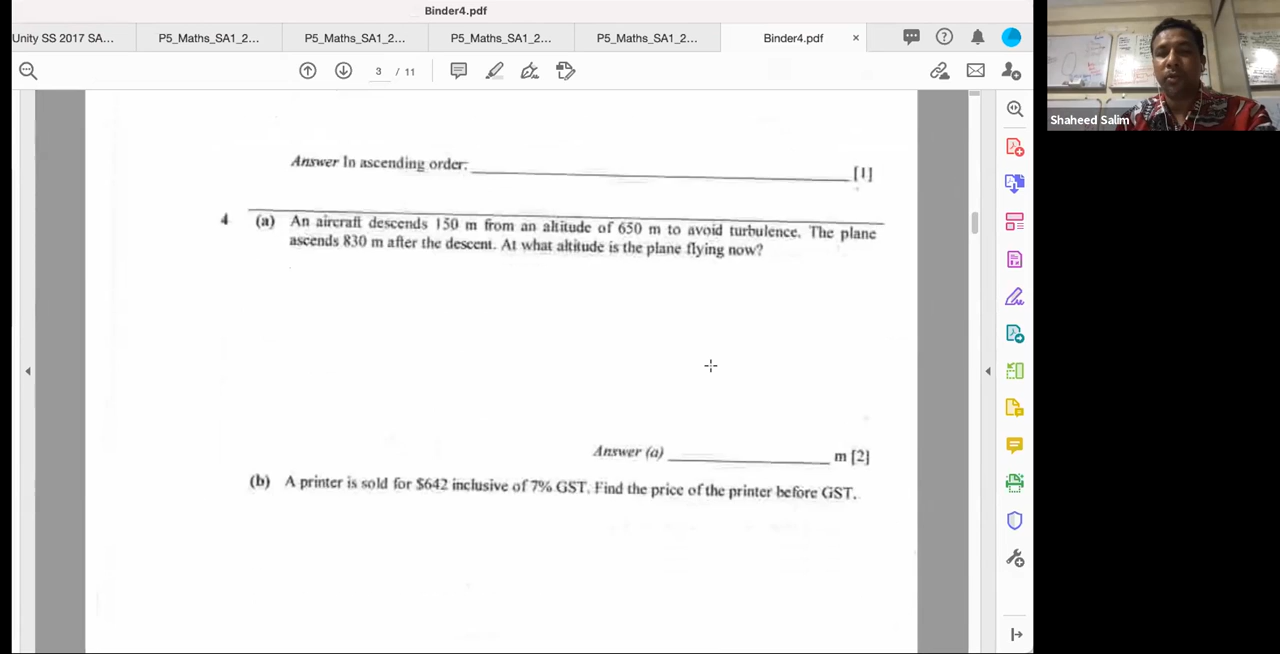 Binder4.pdf
Unity SS 2017 SA...
P5_Maths_SA1_2...
P5_Maths_SA1_2...
P5_Maths_SA1_2...
P5_Maths_SA1_2...
Binder4.pdf
3 / 11
Shaheed Salim
Answer In ascending order: [1]
4 (a) An aircraft descends 150 m from an altitude of 650 m to avoid turbulence. The plane
ascends 830 m after the descent. At what altitude is the plane flying now?
Answer (a) m [2]
(b) A printer is sold for $642 inclusive of 7% GST. Find the price of the printer before GST.